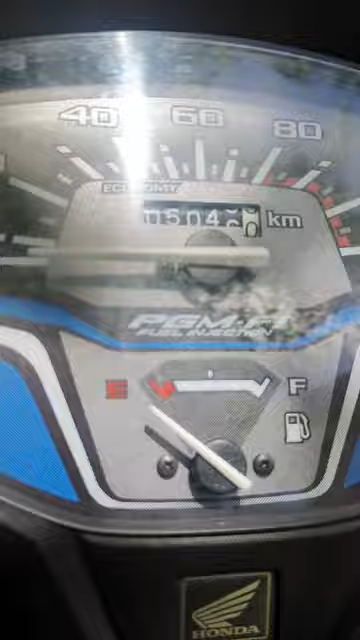 40 60 80
ECONOMY
km
PGM-FI
FUEL INJECTION
E F
HONDA